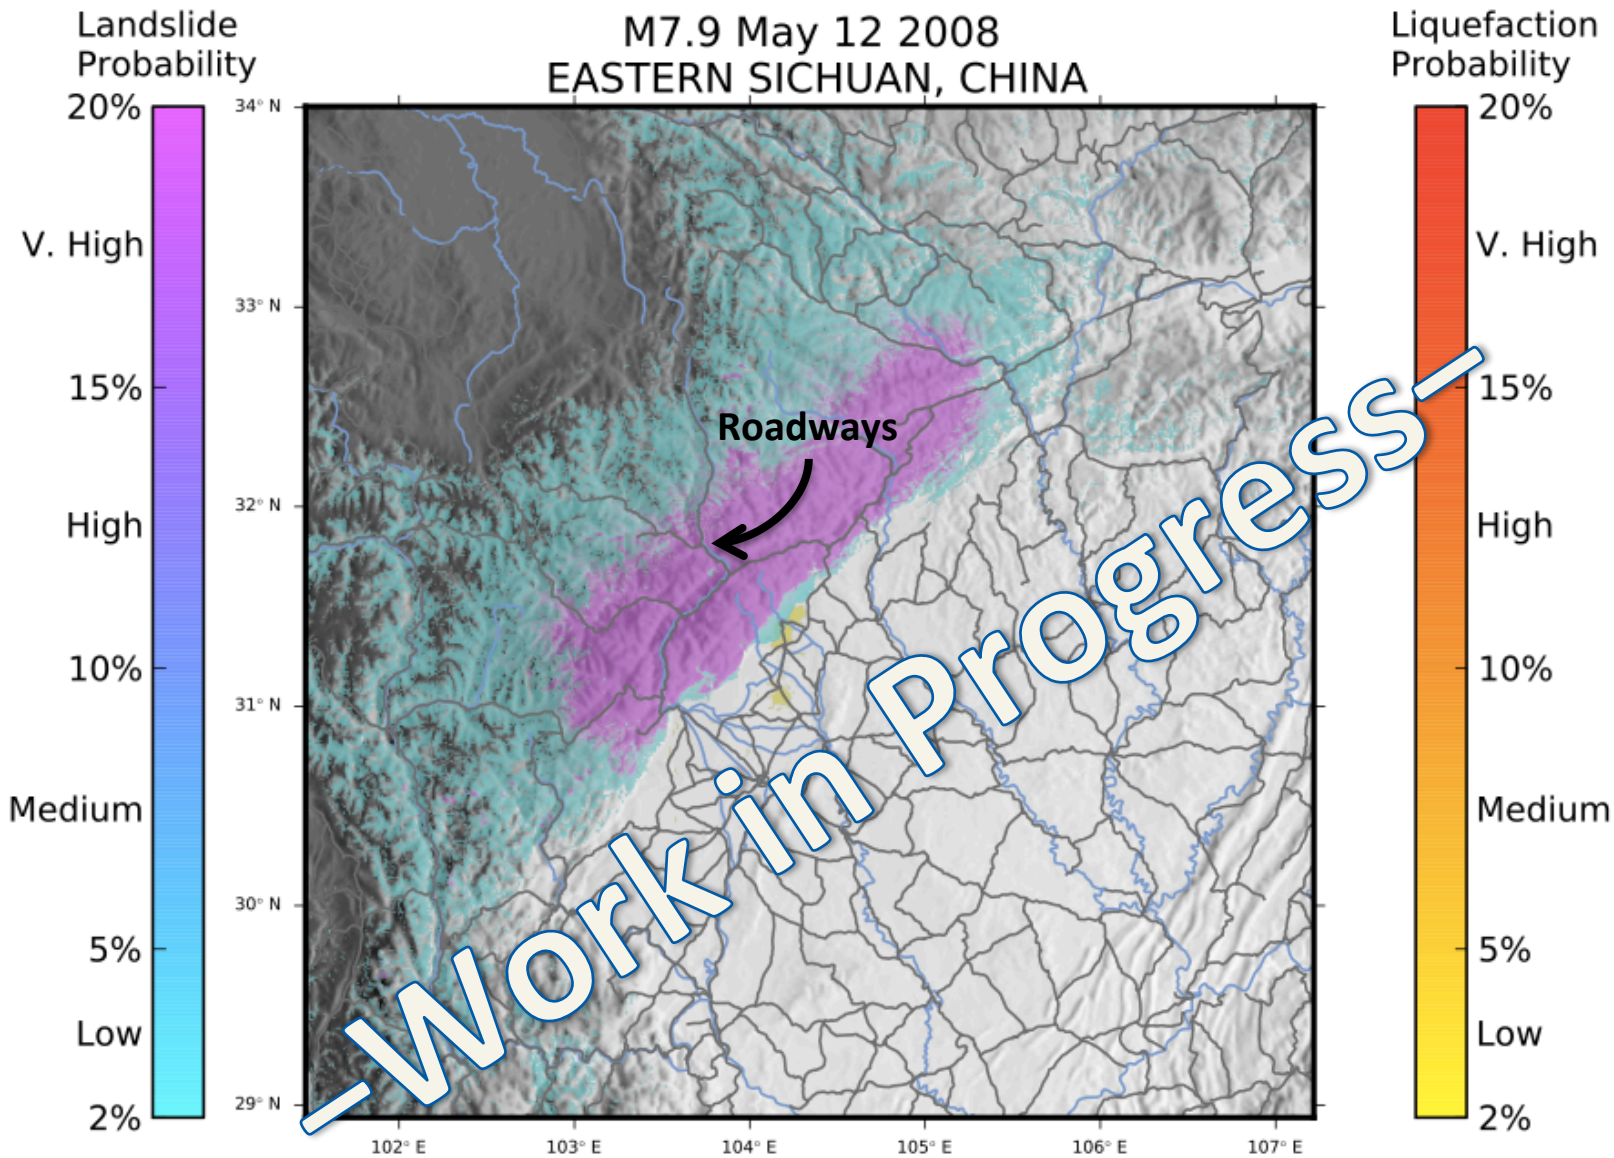 Landslide
Probability
M7.9 May 12 2008
EASTERN SICHUAN, CHINA
Liquefaction
Probability
20%
V. High
15%
High
10%
Medium
5%
Low
2%
34° N
33° N
32° N
31° N
30° N
29° N
Roadways
–Work in PrOgress–
102° E
103° E
104° E
105° E
106° E
107° E
20%
V. High
15%
High
10%
Medium
5%
Low
2%